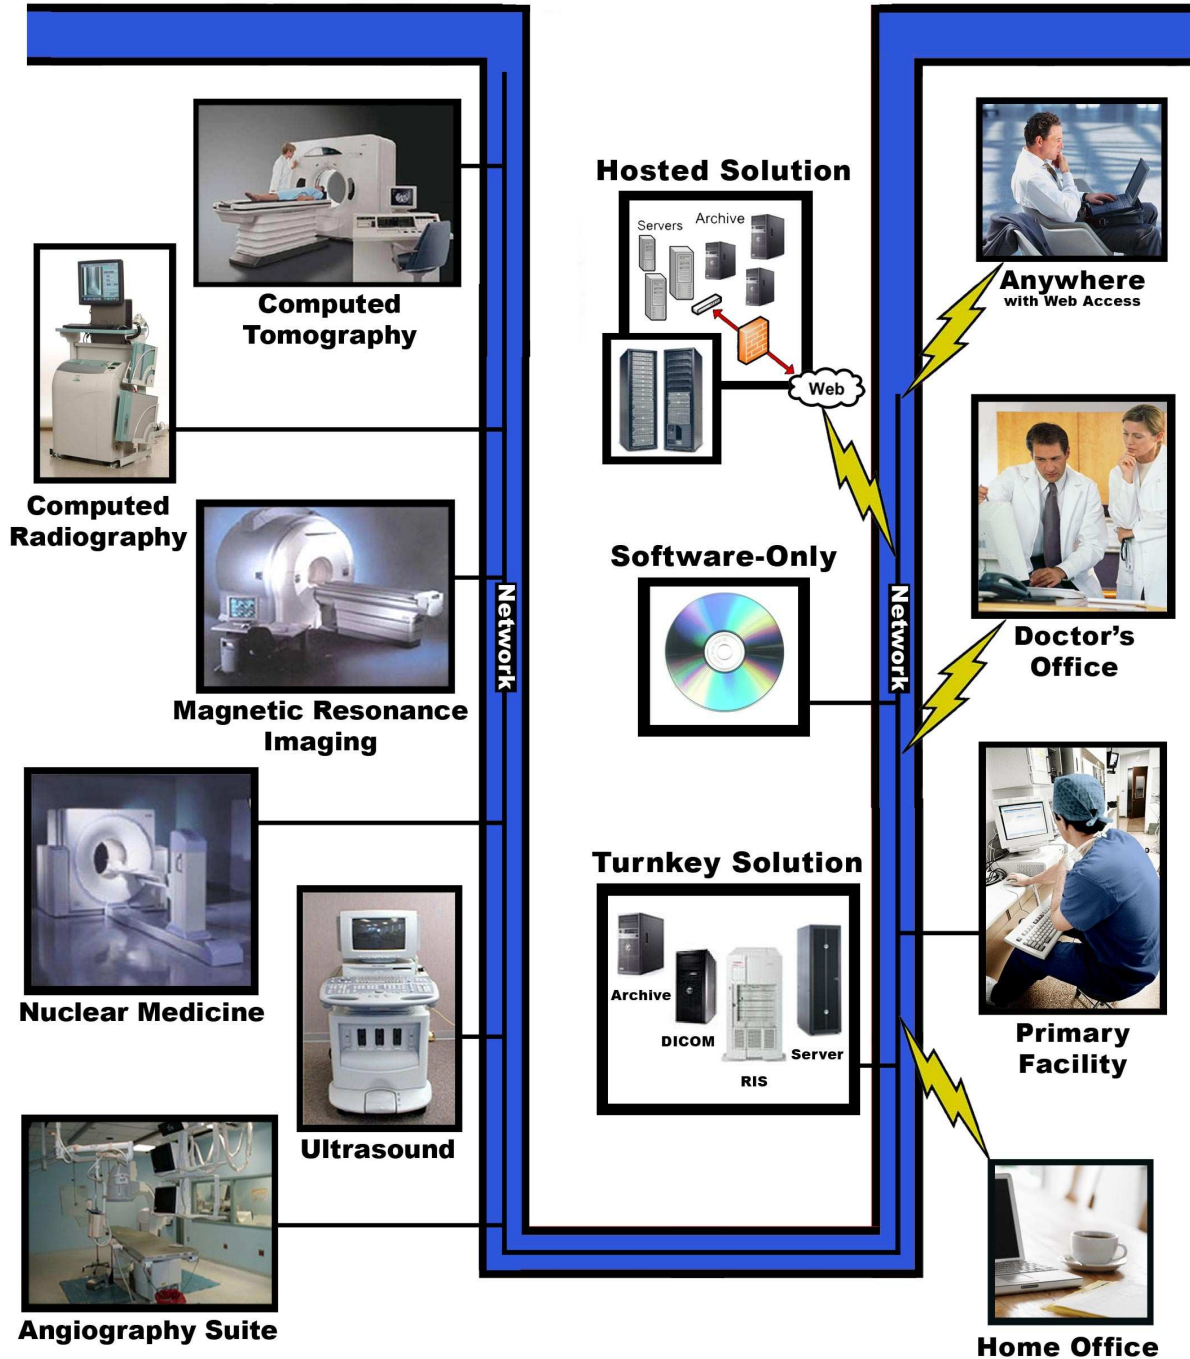 Computed
Tomography
Computed
Radiography
Magnetic Resonance
Imaging
Nuclear Medicine
Ultrasound
Angiography Suite
Network
Hosted Solution
Servers
Archive
Web
Software-Only
Turnkey Solution
Archive
DICOM
RIS
Server
Network
Anywhere
with Web Access
Doctor's
Office
Primary
Facility
Home Office